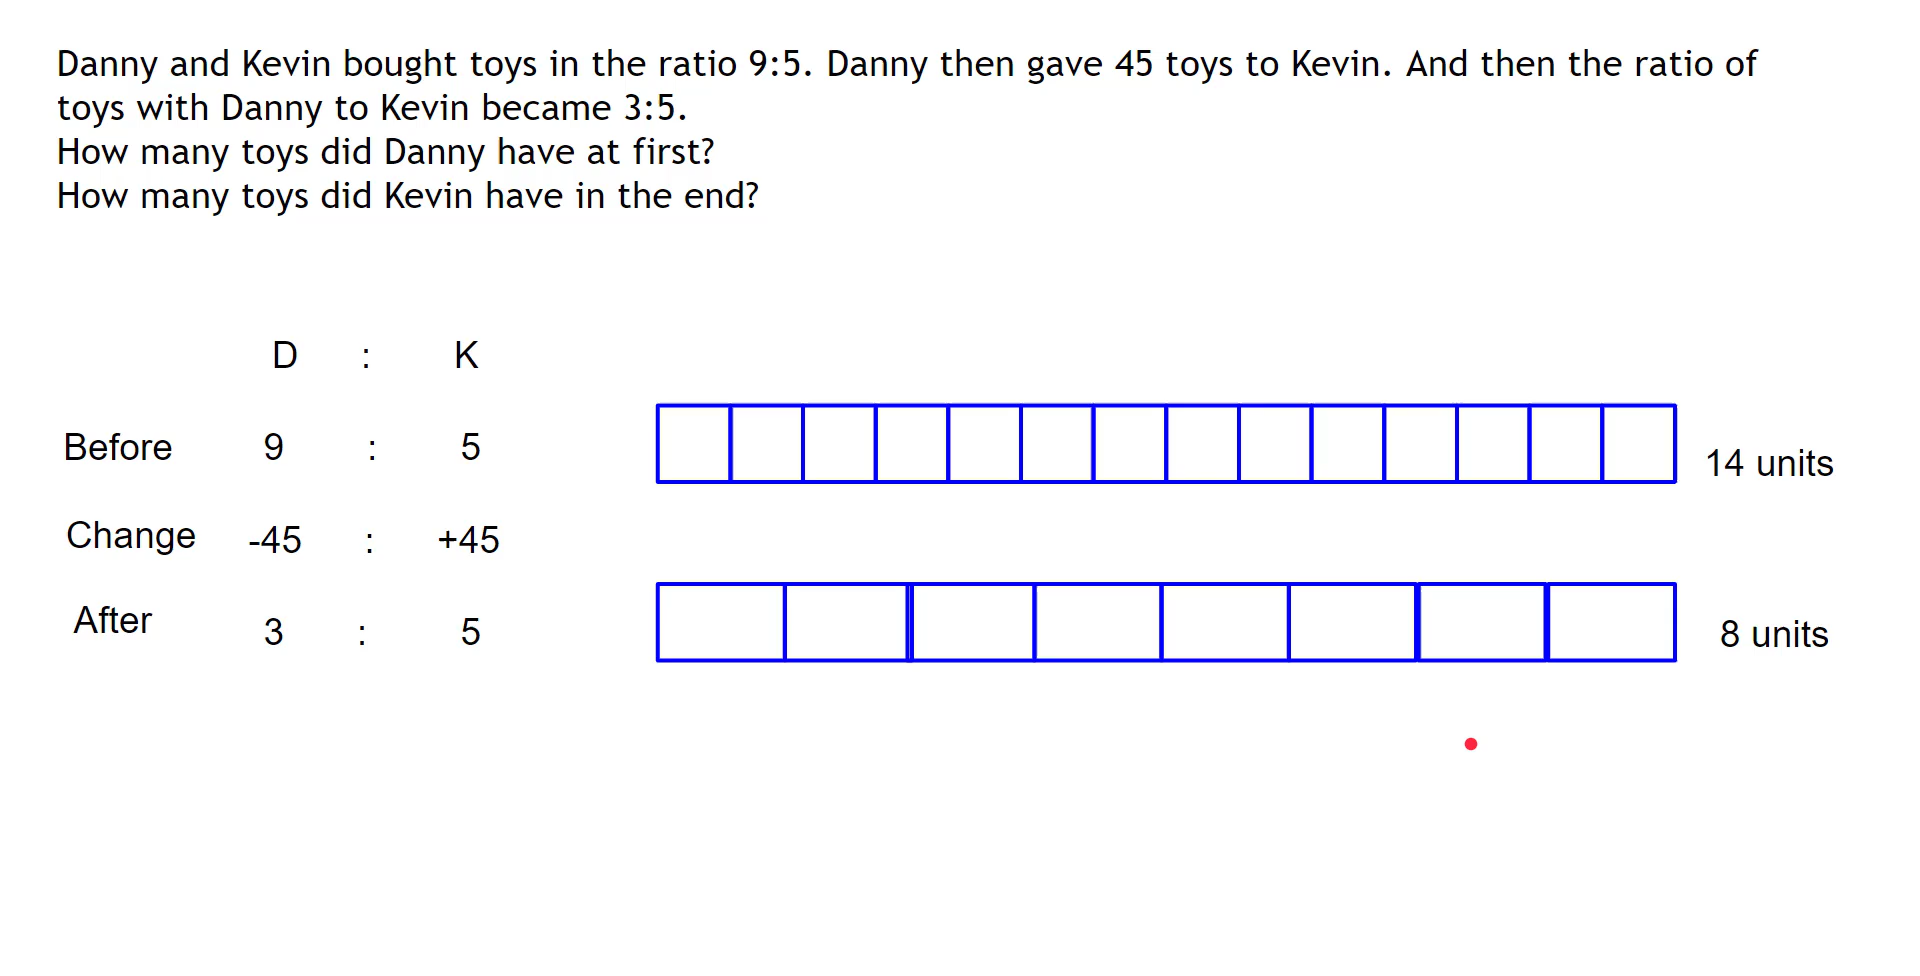 Danny and Kevin bought toys in the ratio 9:5. Danny then gave 45 toys to Kevin. And then the ratio of
toys with Danny to Kevin became 3:5.
How many toys did Danny have at first?
How many toys did Kevin have in the end?
D : K
Before 9 : 5
14 units
Change -45 : +45
After 3 : 5
8 units